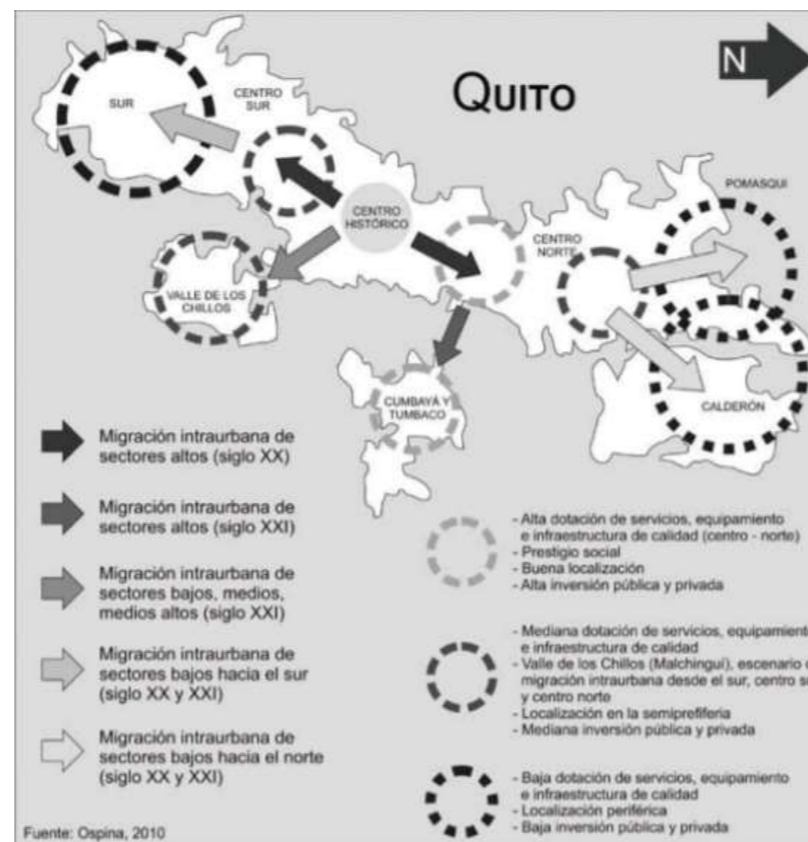 QUITO
N
SUR
CENTRO
SUR
CENTRO
HISTÓRICO
CENTRO
NORTE
POMASQUI
VALLE DE LOS
CHILLOS
CUMBAYÁ Y
TUMBACO
CALDERÓN
Migración intraurbana de
sectores altos (siglo XX)
Migración intraurbana de
sectores altos (siglo XXI)
Migración intraurbana de
sectores bajos, medios,
medios altos (siglo XXI)
Migración intraurbana de
sectores bajos hacia el sur
(siglo XX y XXI)
Migración intraurbana de
sectores bajos hacia el norte
(siglo XX y XXI)
- Alta dotación de servicios, equipamiento
e infraestructura de calidad (centro - norte)
- Prestigio social
- Buena localización
- Alta inversión pública y privada
- Mediana dotación de servicios, equipamiento
e infraestructura de calidad
- Valle de los Chillos (Malchinguí), escenario d
migración intraurbana desde el sur, centro su
y centro norte
- Localización en la semiprefiferia
- Mediana inversión pública y privada
- Baja dotación de servicios, equipamiento
e infraestructura de calidad
- Localización periférica
- Baja inversión pública y privada
Fuente: Ospina, 2010